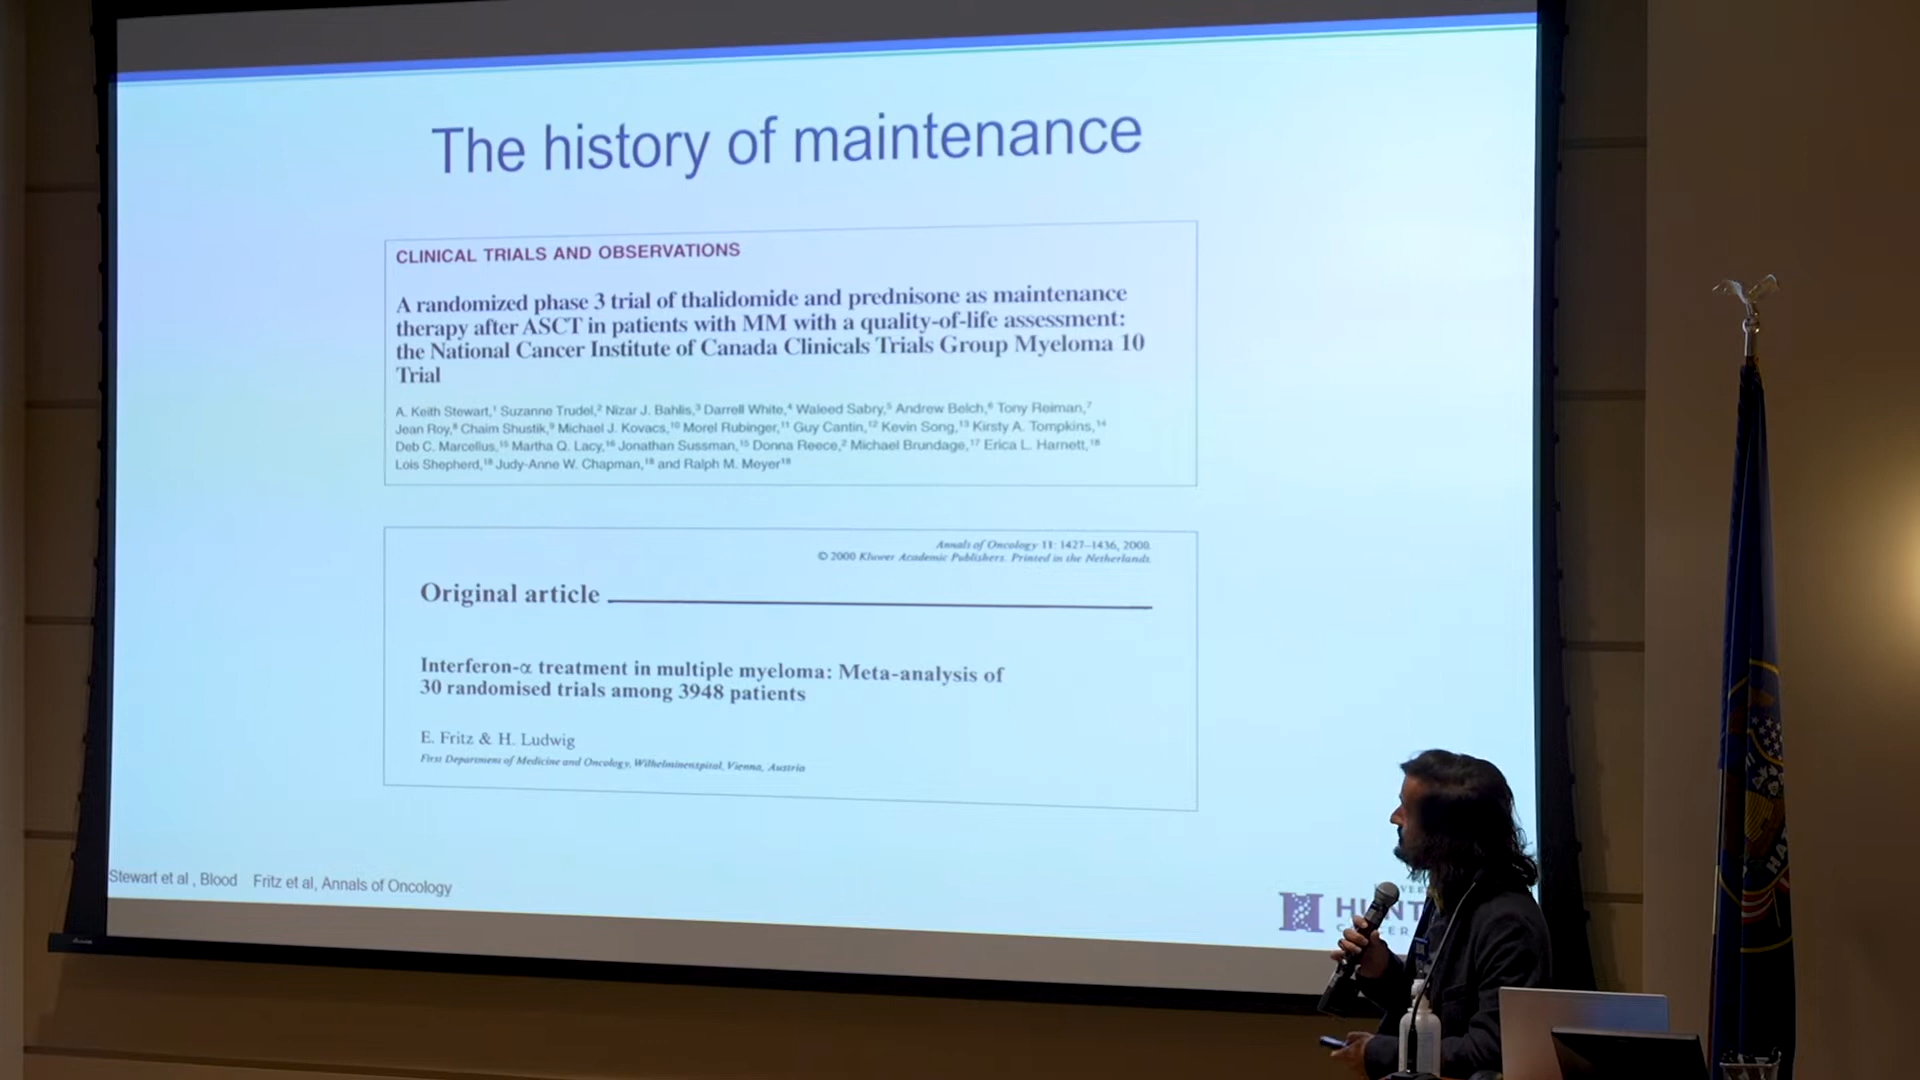 The history of maintenance
CLINICAL TRIALS AND OBSERVATIONS
A randomized phase 3 trial of thalidomide and prednisone as maintenance
therapy after ASCT in patients with MM with a quality-of-life assessment:
the National Cancer Institute of Canada Clinicals Trials Group Myeloma 10
Trial
A. Keith Stewart,¹ Suzanne Trudel,² Nizar J. Bahlis,³ Darrell White,⁴ Waleed Sabry,⁵ Andrew Belch,⁶ Tony Reiman,⁷
Jean Roy,⁸ Chaim Shustik,⁹ Michael J. Kovacs,¹⁰ Morel Rubinger,¹¹ Guy Cantin,¹² Kevin Song,¹³ Kirsty A. Tompkins,¹⁴
Deb C. Marcellus,¹⁵ Martha Q. Lacy,¹⁶ Jonathan Sussman,¹⁵ Donna Reece,² Michael Brundage,¹⁷ Erica L. Harnett,¹⁸
Lois Shepherd,¹⁸ Judy-Anne W. Chapman,¹⁸ and Ralph M. Meyer¹⁸
Annals of Oncology 11: 1427–1436, 2000.
© 2000 Kluwer Academic Publishers. Printed in the Netherlands.
Original article
Interferon-α treatment in multiple myeloma: Meta-analysis of
30 randomised trials among 3948 patients
E. Fritz & H. Ludwig
First Department of Medicine and Oncology, Wilhelminenspital, Vienna, Austria
Stewart et al , Blood Fritz et al, Annals of Oncology
HUNT